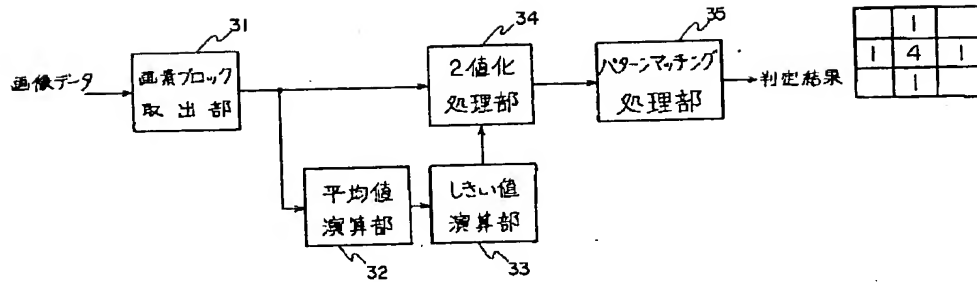 31
34
35
画像データ
画素ブロック
取出部
2値化
処理部
パターンマッチング
処理部
判定結果
平均値
演算部
しきい値
演算部
32
33
1
1 4 1
1